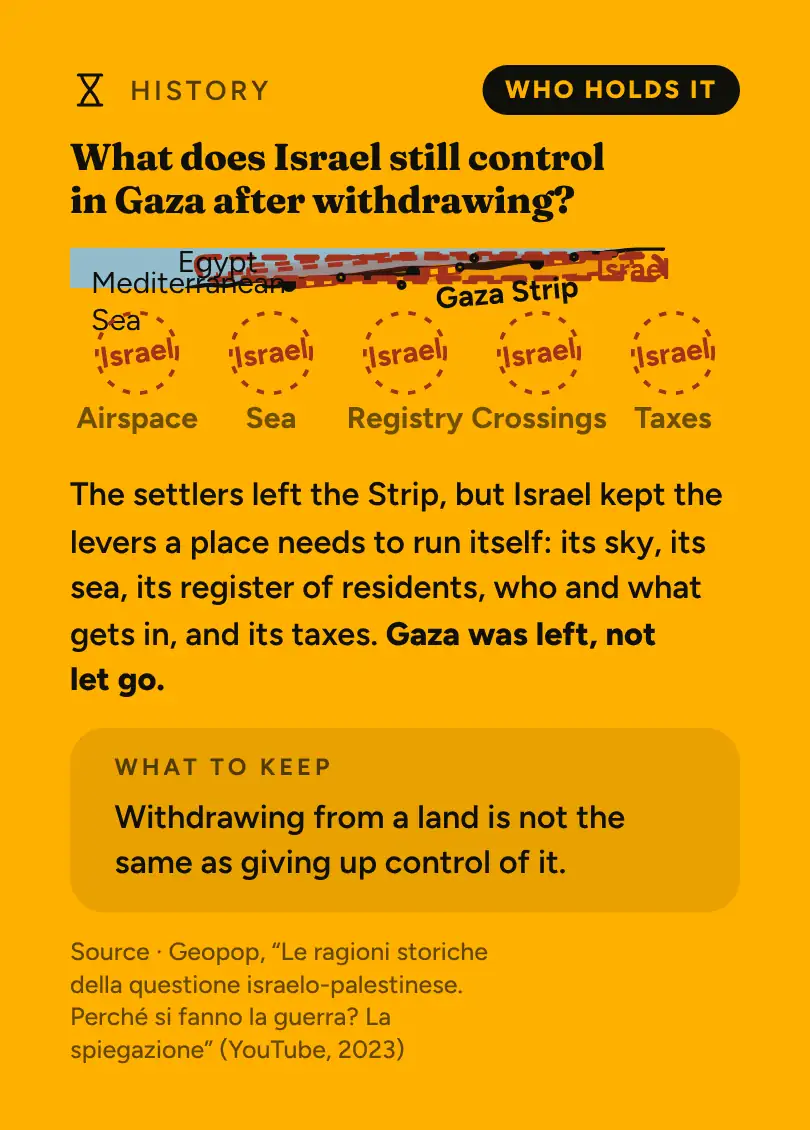 HISTORY
WHO HOLDS IT
What does Israel still control
in Gaza after withdrawing?
Egypt
Mediterranean
Sea
Israel
Gaza Strip
Israel Israel Israel Israel Israel
Airspace Sea Registry Crossings Taxes
The settlers left the Strip, but Israel kept the
levers a place needs to run itself: its sky, its
sea, its register of residents, who and what
gets in, and its taxes. Gaza was left, not
let go.
WHAT TO KEEP
Withdrawing from a land is not the
same as giving up control of it.
Source · Geopop, “Le ragioni storiche
della questione israelo-palestinese.
Perché si fanno la guerra? La
spiegazione” (YouTube, 2023)